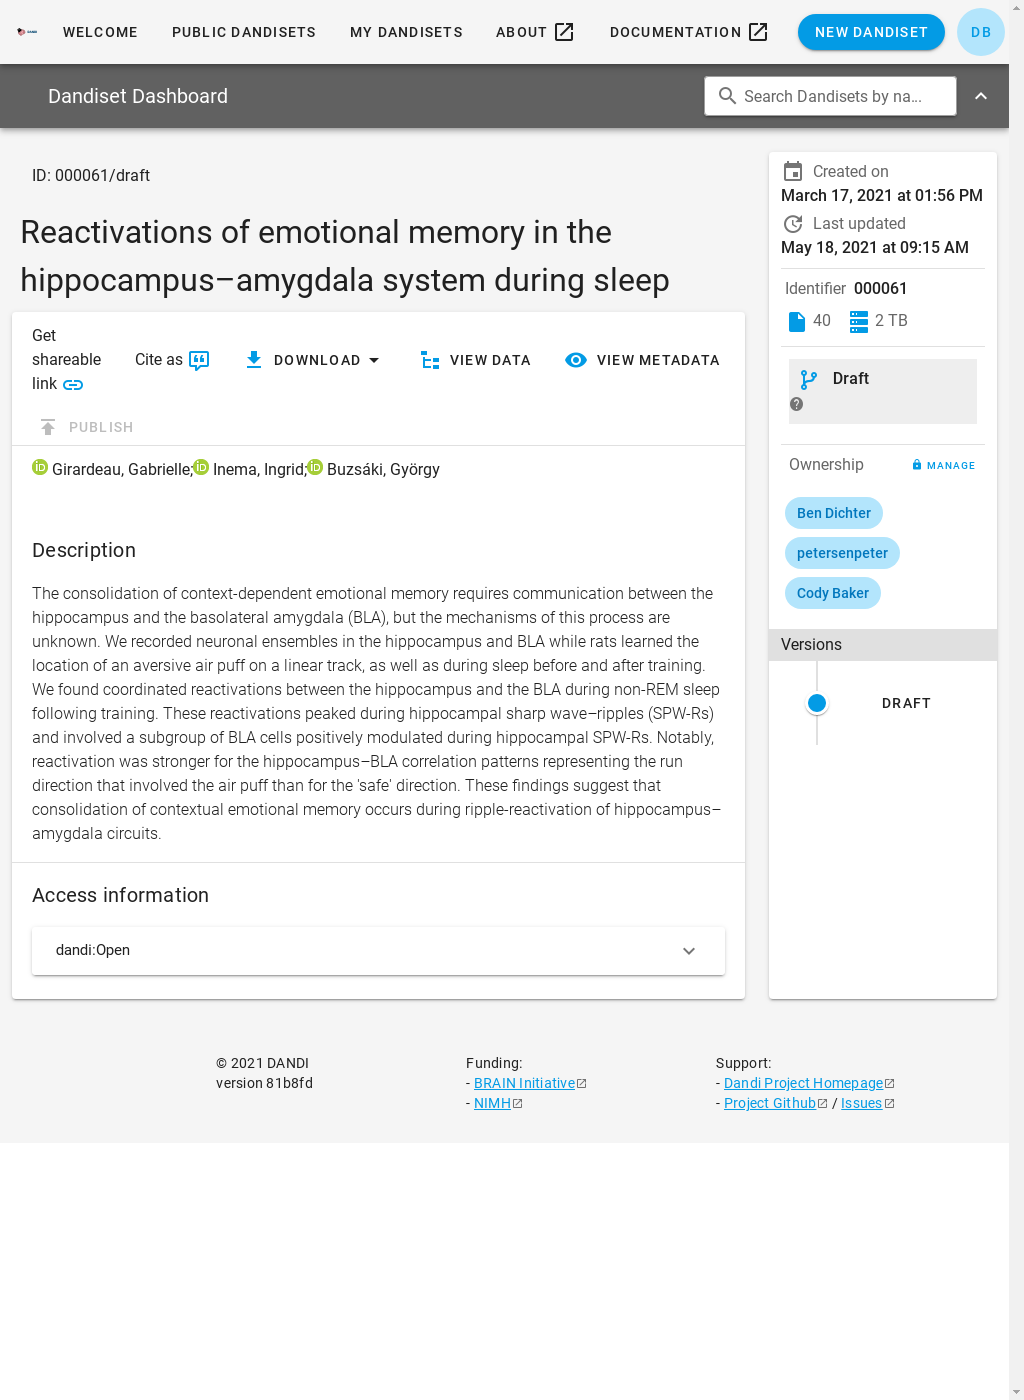 WELCOME PUBLIC DANDISETS MY DANDISETS ABOUT DOCUMENTATION NEW DANDISET DB
Dandiset Dashboard Search Dandisets by na...
ID: 000061/draft
Reactivations of emotional memory in the
hippocampus–amygdala system during sleep
Get
shareable
link
Cite as
DOWNLOAD
VIEW DATA
VIEW METADATA
PUBLISH
Girardeau, Gabrielle; Inema, Ingrid; Buzsáki, György
Description
The consolidation of context-dependent emotional memory requires communication between the
hippocampus and the basolateral amygdala (BLA), but the mechanisms of this process are
unknown. We recorded neuronal ensembles in the hippocampus and BLA while rats learned the
location of an aversive air puff on a linear track, as well as during sleep before and after training.
We found coordinated reactivations between the hippocampus and the BLA during non-REM sleep
following training. These reactivations peaked during hippocampal sharp wave–ripples (SPW-Rs)
and involved a subgroup of BLA cells positively modulated during hippocampal SPW-Rs. Notably,
reactivation was stronger for the hippocampus–BLA correlation patterns representing the run
direction that involved the air puff than for the 'safe' direction. These findings suggest that
consolidation of contextual emotional memory occurs during ripple-reactivation of hippocampus–
amygdala circuits.
Access information
dandi:Open
Created on
March 17, 2021 at 01:56 PM
Last updated
May 18, 2021 at 09:15 AM
Identifier 000061
40 2 TB
Draft
Ownership MANAGE
Ben Dichter
petersenpeter
Cody Baker
Versions
DRAFT
© 2021 DANDI
version 81b8fd
Funding:
- BRAIN Initiative
- NIMH
Support:
- Dandi Project Homepage
- Project Github / Issues